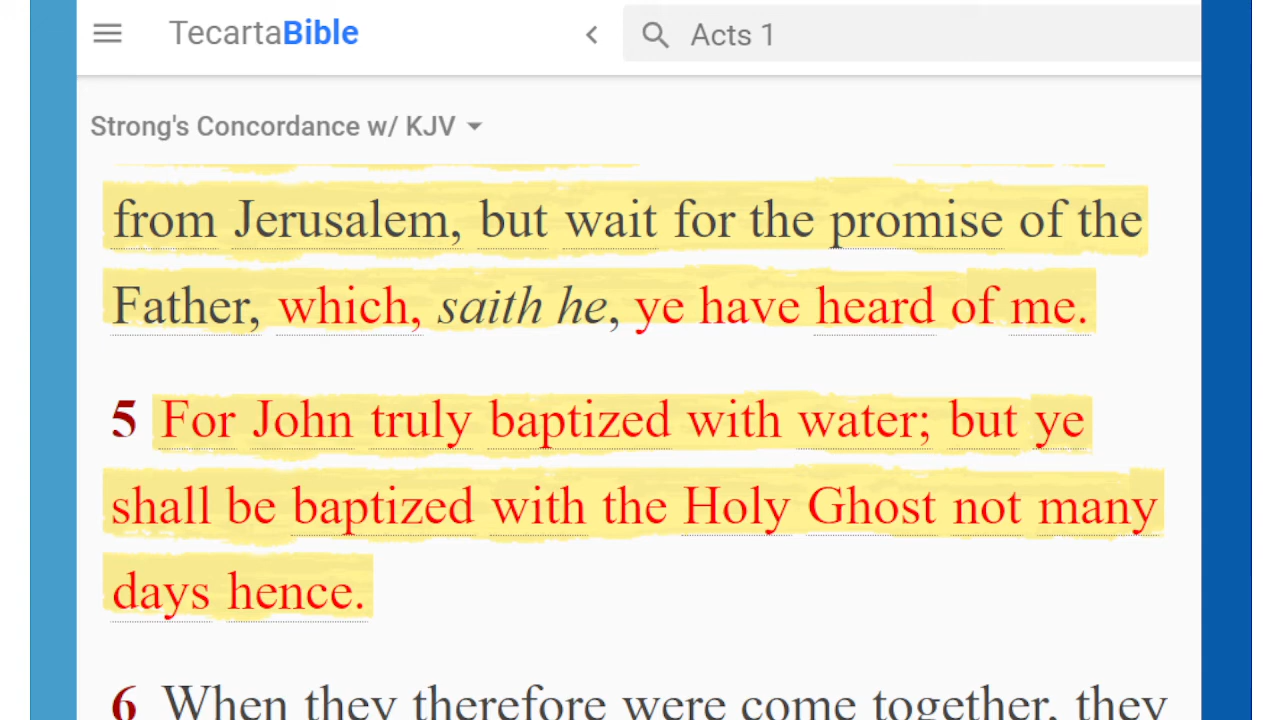 TecartaBible
Acts 1
Strong's Concordance w/ KJV
from Jerusalem, but wait for the promise of the
Father, which, saith he, ye have heard of me.
5 For John truly baptized with water; but ye
shall be baptized with the Holy Ghost not many
days hence.
6 When they therefore were come together, they